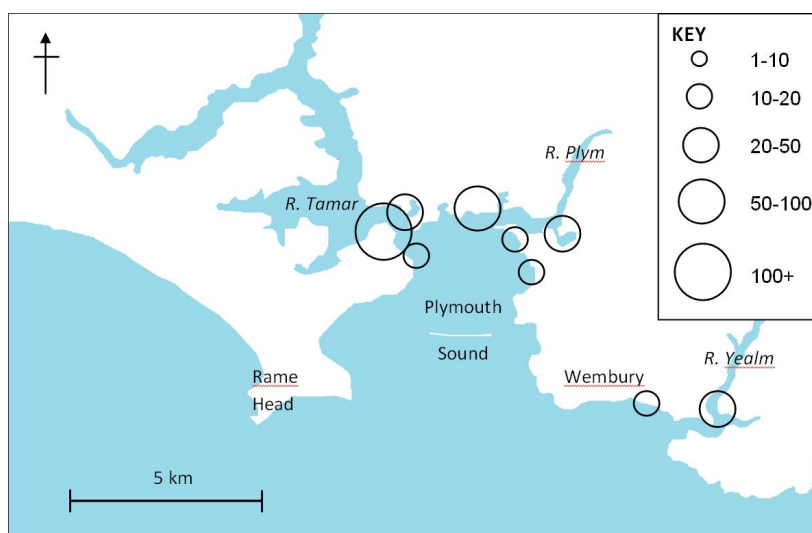 KEY
1-10
10-20
20-50
50-100
100+
R. Plym
R. Tamar
Plymouth
Sound
Rame
Head
Wembury
R. Yealm
5 km